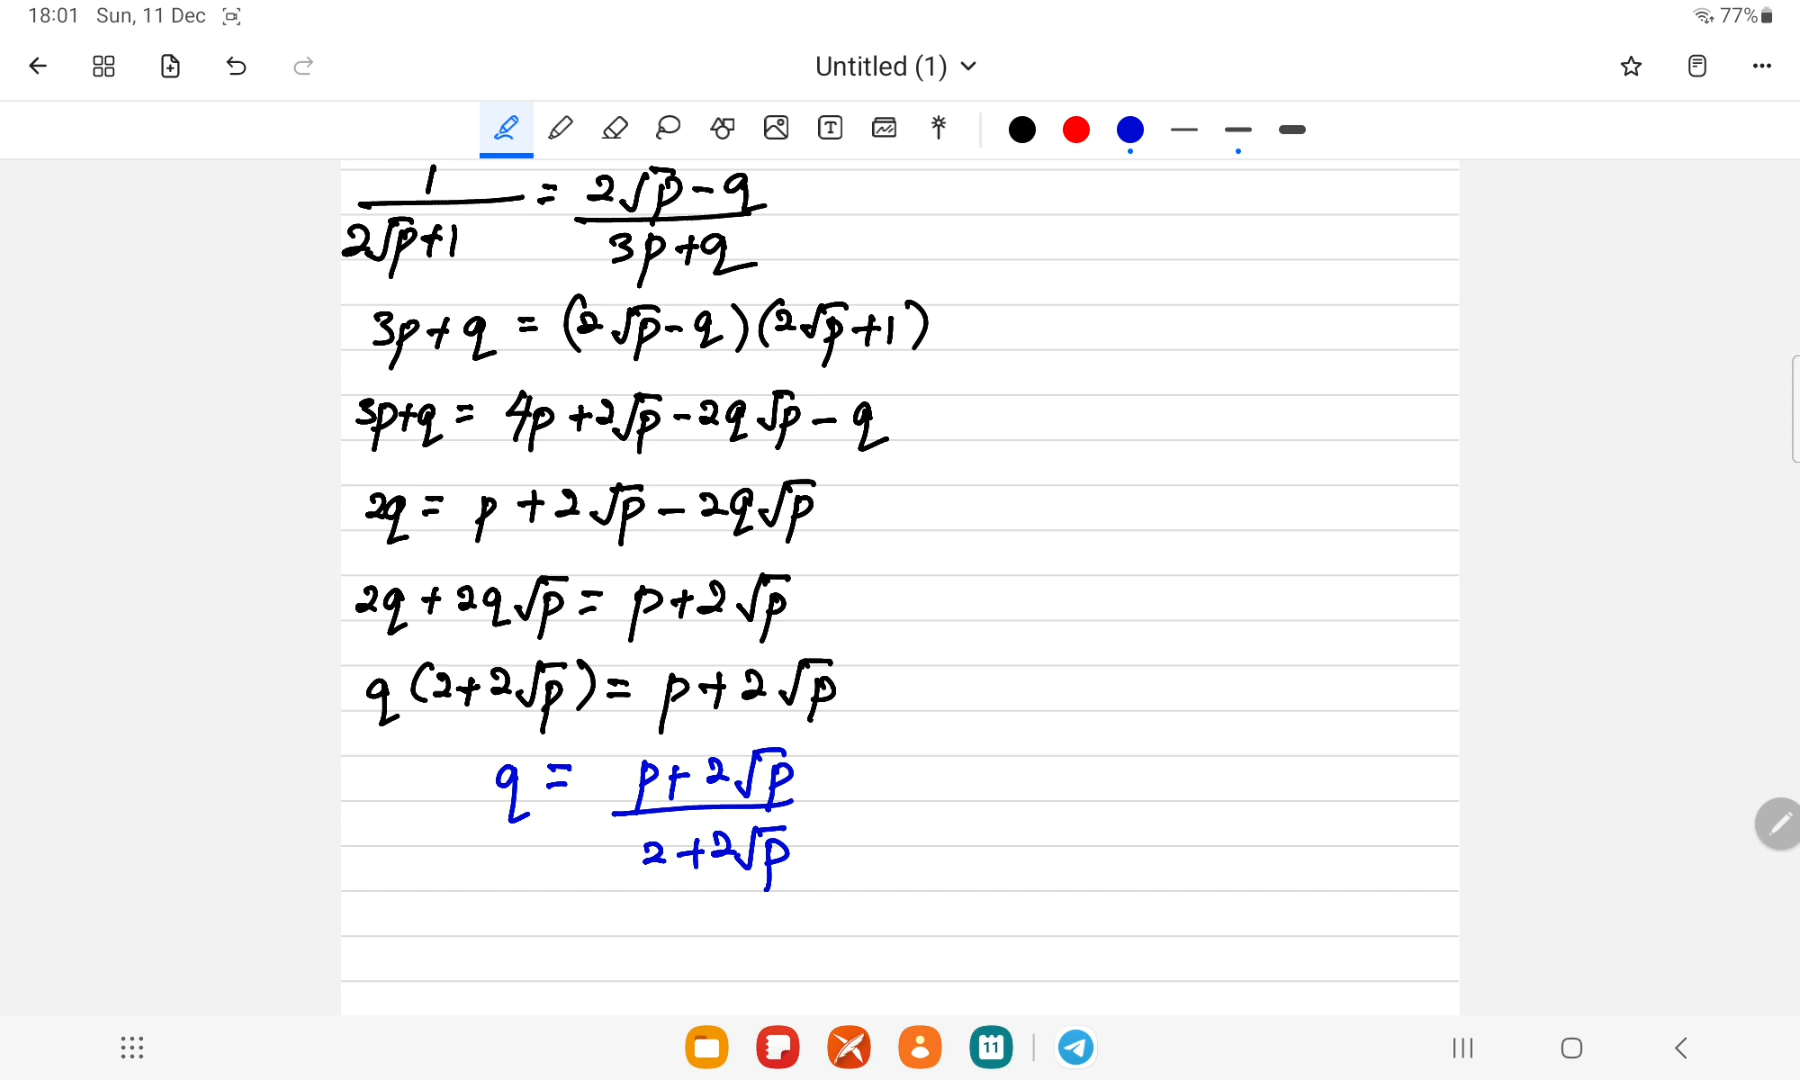 18:01 Sun, 11 Dec 77%
Untitled (1)
1/(2√p+1) = (2√p-q)/(3p+q)
3p+q = (2√p-q)(2√p+1)
3p+q = 4p+2√p-2q√p-q
2q = p+2√p-2q√p
2q+2q√p = p+2√p
q(2+2√p) = p+2√p
q = (p+2√p)/(2+2√p)
11